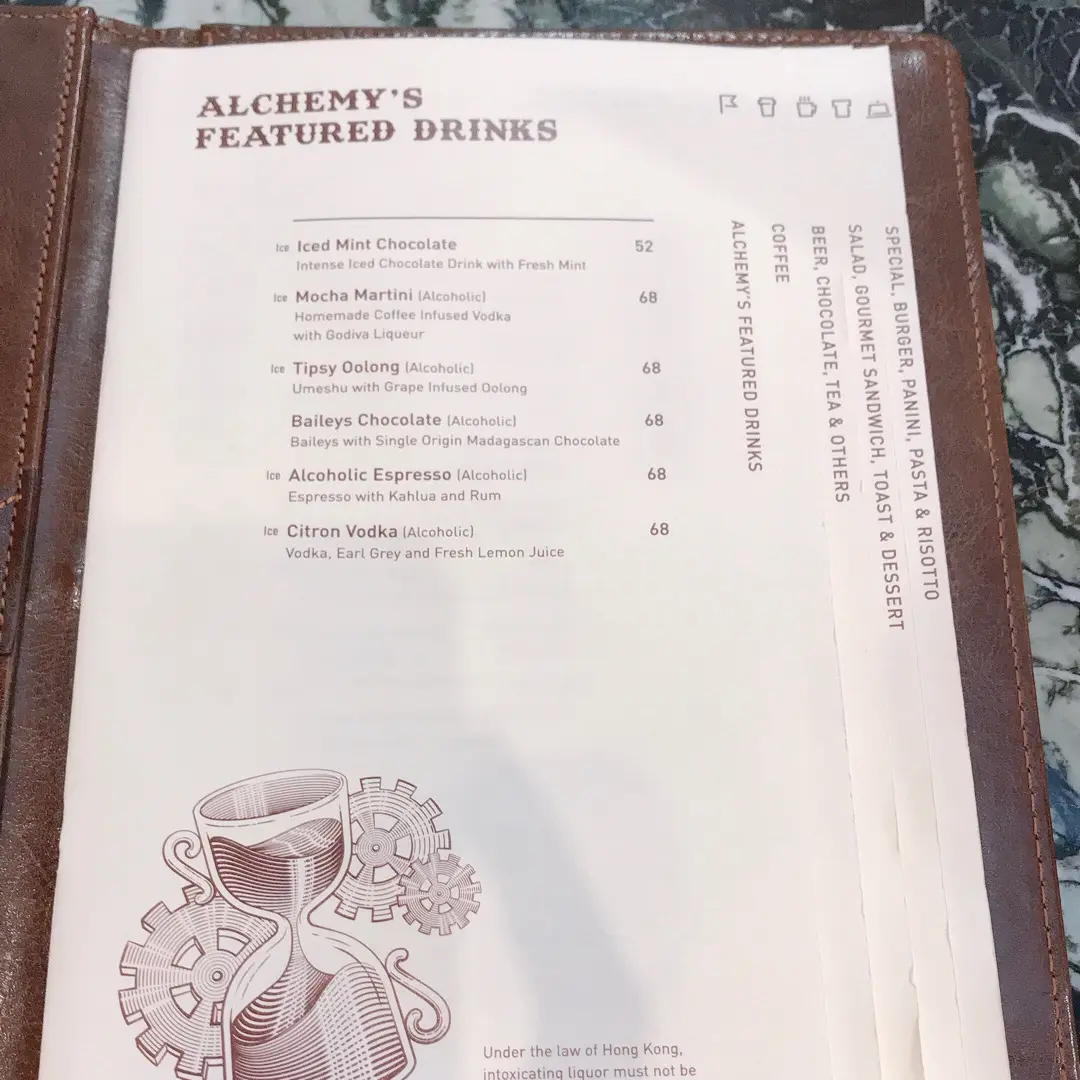 ALCHEMY'S
FEATURED DRINKS
Ice Iced Mint Chocolate 52
Intense Iced Chocolate Drink with Fresh Mint
Ice Mocha Martini (Alcoholic) 68
Homemade Coffee Infused Vodka
with Godiva Liqueur
Ice Tipsy Oolong (Alcoholic) 68
Umeshu with Grape Infused Oolong
Baileys Chocolate (Alcoholic) 68
Baileys with Single Origin Madagascan Chocolate
Ice Alcoholic Espresso (Alcoholic) 68
Espresso with Kahlua and Rum
Ice Citron Vodka (Alcoholic) 68
Vodka, Earl Grey and Fresh Lemon Juice
Under the law of Hong Kong,
intoxicating liquor must not be
ALCHEMY'S FEATURED DRINKS
COFFEE
BEER, CHOCOLATE, TEA & OTHERS
SALAD, GOURMET SANDWICH, TOAST & DESSERT
SPECIAL, BURGER, PANINI, PASTA & RISOTTO